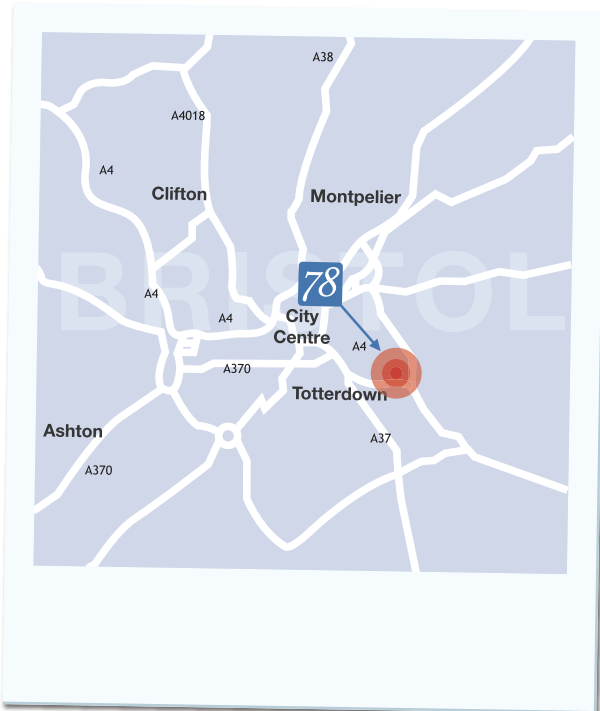 A38
A4018
A4
Clifton
Montpelier
BRISTOL
78
A4
A4
City
Centre
A4
A370
Totterdown
Ashton
A37
A370